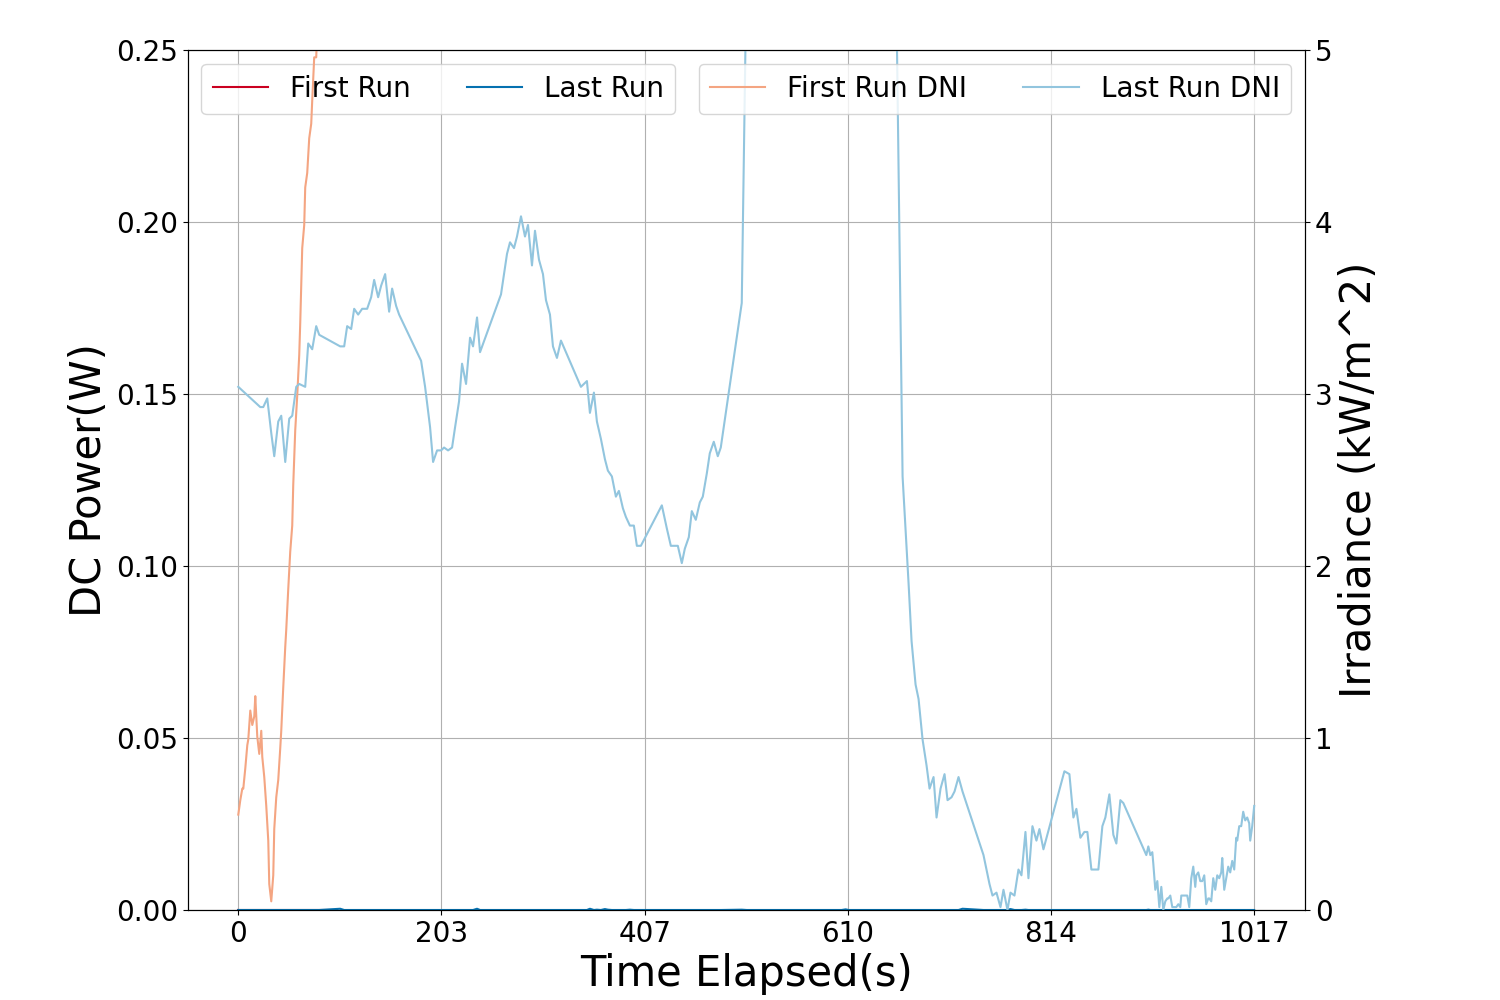 First Run Last Run First Run DNI Last Run DNI
DC Power(W)
0.25
0.20
0.15
0.10
0.05
0.00
5
4
3
2
1
0
Irradiance (kW/m^2)
0 203 407 610 814 1017
Time Elapsed(s)